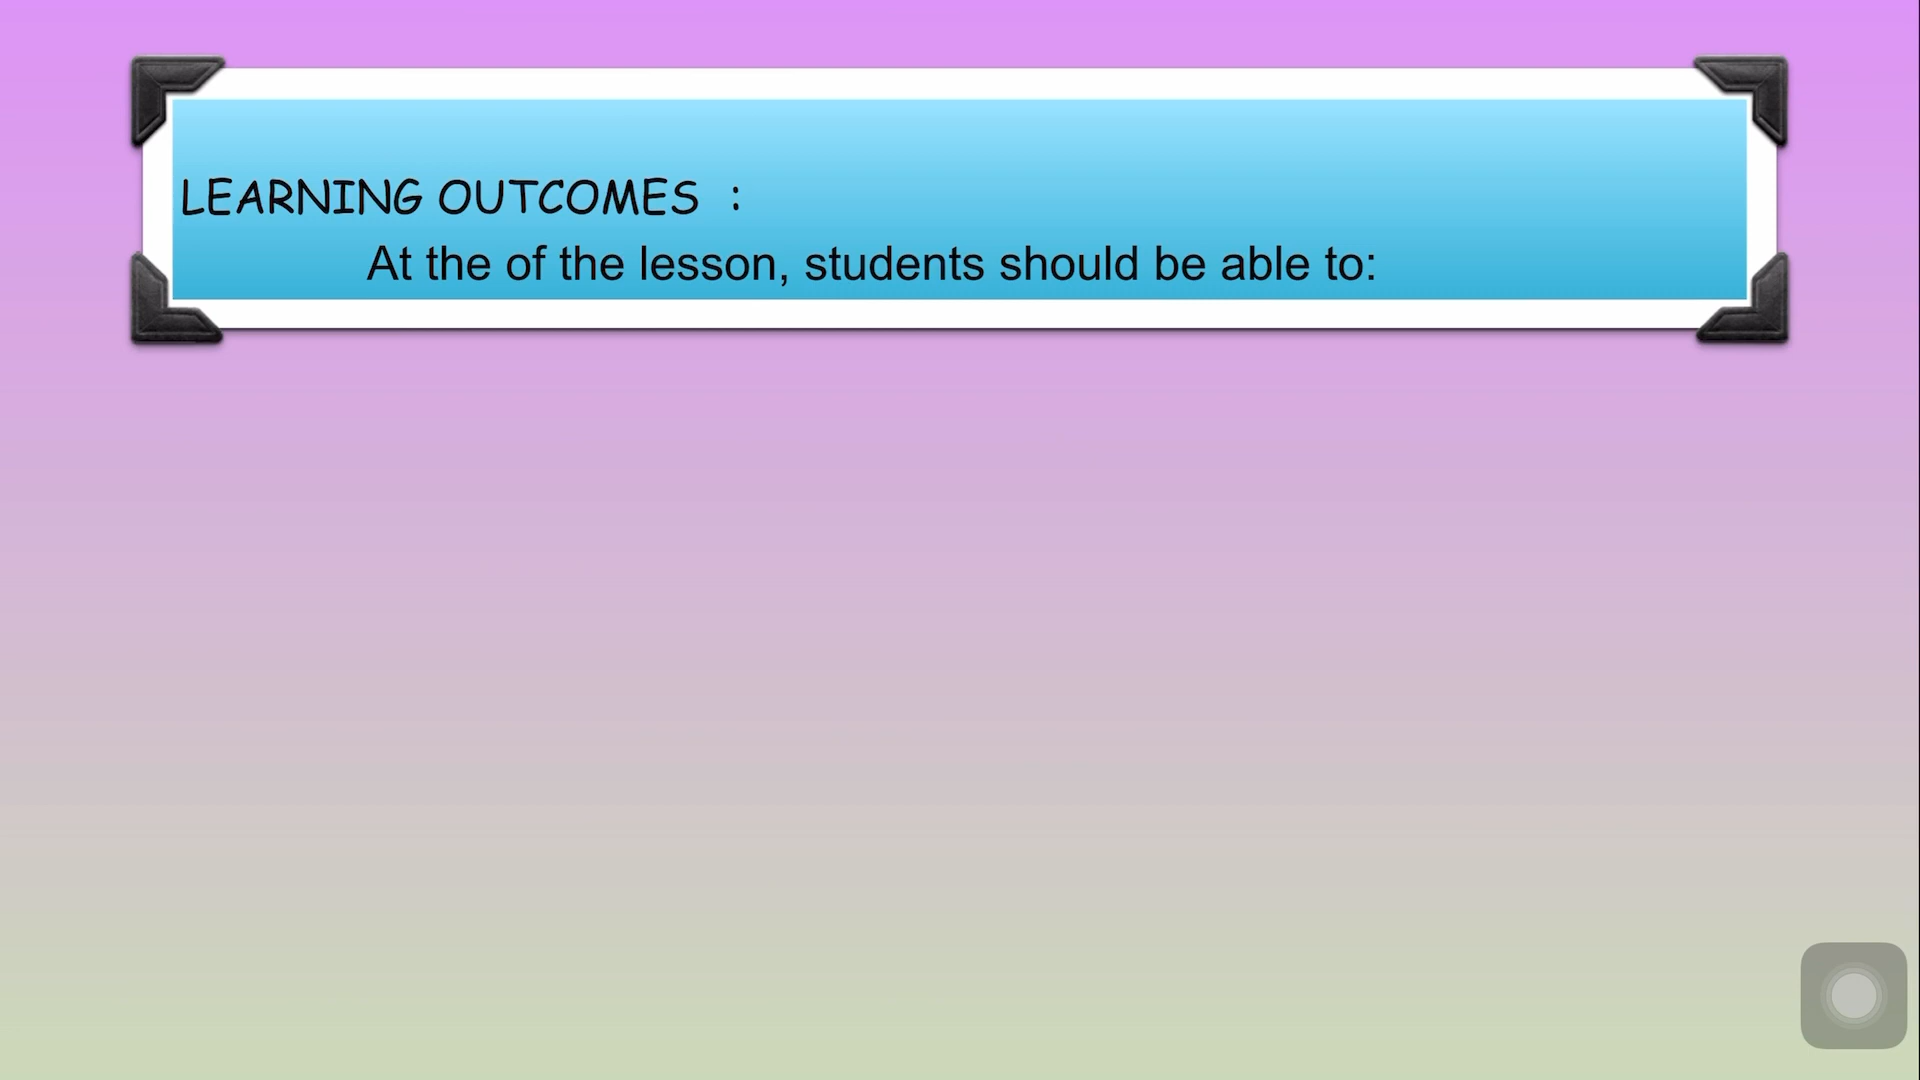 LEARNING OUTCOMES  :
At the of the lesson, students should be able to: